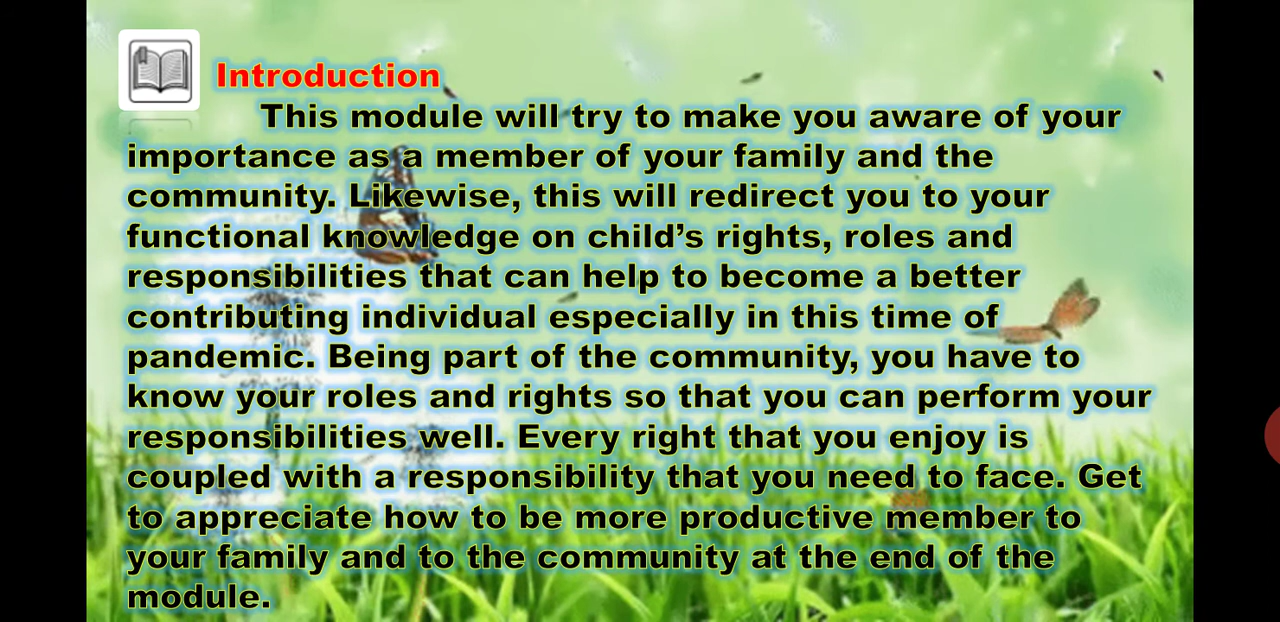 Introduction
This module will try to make you aware of your
importance as a member of your family and the
community. Likewise, this will redirect you to your
functional knowledge on child’s rights, roles and
responsibilities that can help to become a better
contributing individual especially in this time of
pandemic. Being part of the community, you have to
know your roles and rights so that you can perform your
responsibilities well. Every right that you enjoy is
coupled with a responsibility that you need to face. Get
to appreciate how to be more productive member to
your family and to the community at the end of the
module.